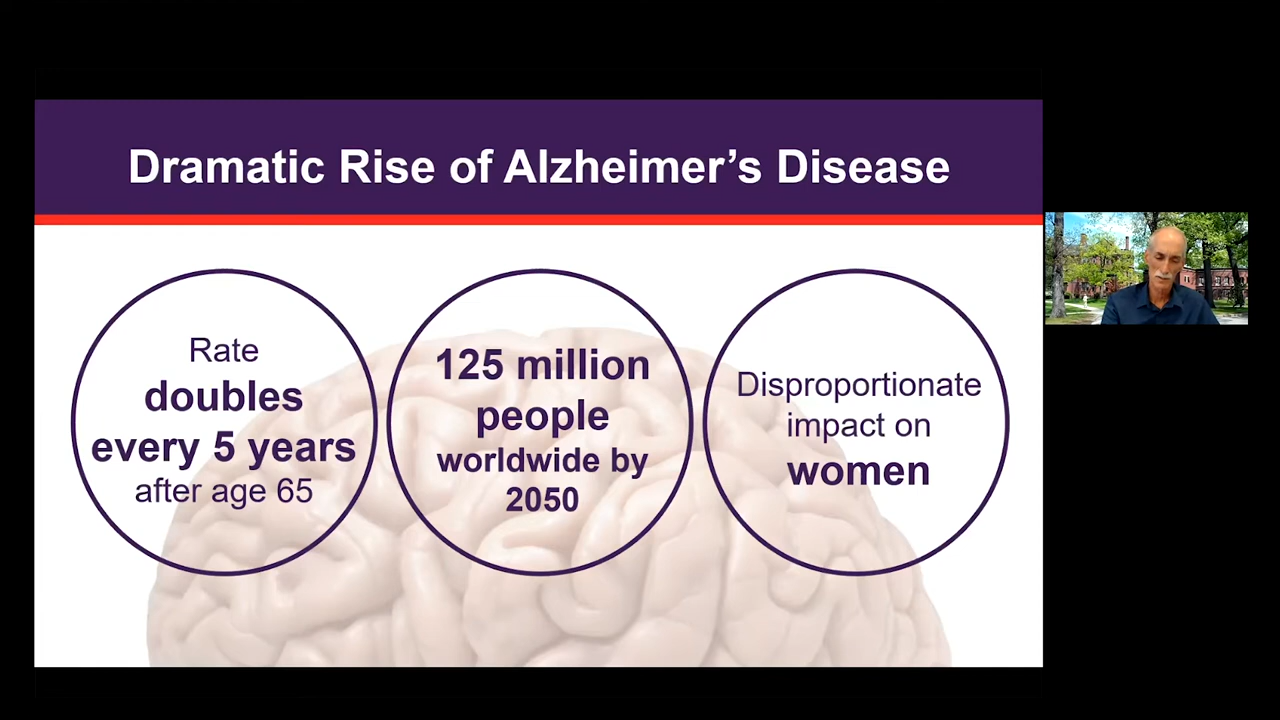 Dramatic Rise of Alzheimer’s Disease
Rate
doubles
every 5 years
after age 65
125 million
people
worldwide by
2050
Disproportionate
impact on
women